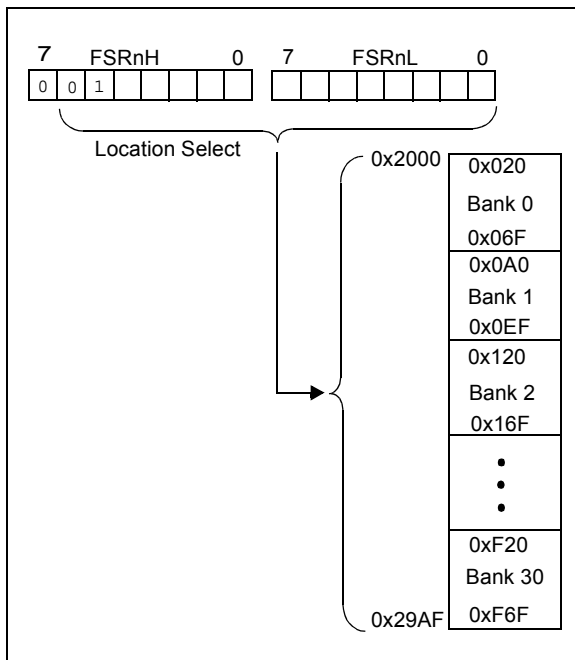 7 FSRnH 0 7 FSRnL 0
0 0 1
Location Select
0x2000
0x020
Bank 0
0x06F
0x0A0
Bank 1
0x0EF
0x120
Bank 2
0x16F
0xF20
Bank 30
0x29AF
0xF6F